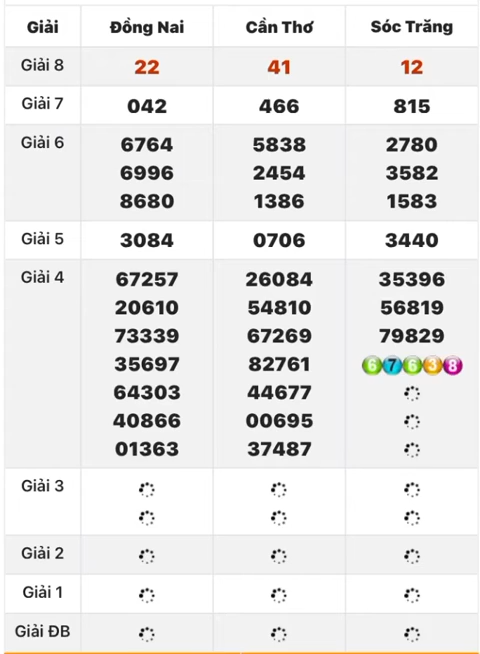 Giải Đồng Nai Cần Thơ Sóc Trăng
Giải 8 22 41 12
Giải 7 042 466 815
Giải 6 6764 5838 2780
6996 2454 3582
8680 1386 1583
Giải 5 3084 0706 3440
Giải 4 67257 26084 35396
20610 54810 56819
73339 67269 79829
35697 82761 67638
64303 44677
40866 00695
01363 37487
Giải 3
Giải 2
Giải 1
Giải ĐB